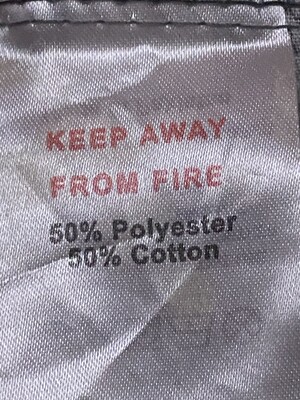 KEEP AWAY
FROM FIRE
50% Polyester
50% Cotton